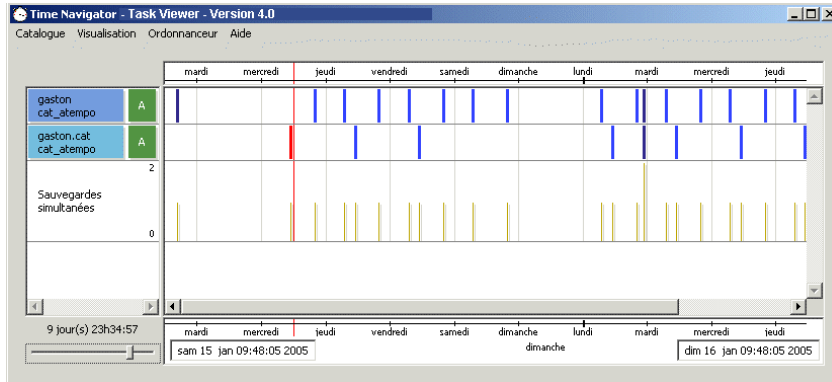 Time Navigator - Task Viewer - Version 4.0
Catalogue Visualisation Ordonnanceur Aide
mardi mercredi jeudi vendredi samedi dimanche lundi mardi mercredi jeudi
gaston
cat_atempo
A
gaston.cat
cat_atempo
A
2
Sauvegardes
simultanées
0
9 jour(s) 23h34:57
mardi mercredi jeudi vendredi samedi dimanche lundi mardi mercredi jeudi
sam 15 jan 09:48:05 2005
dimanche
dim 16 jan 09:48:05 2005